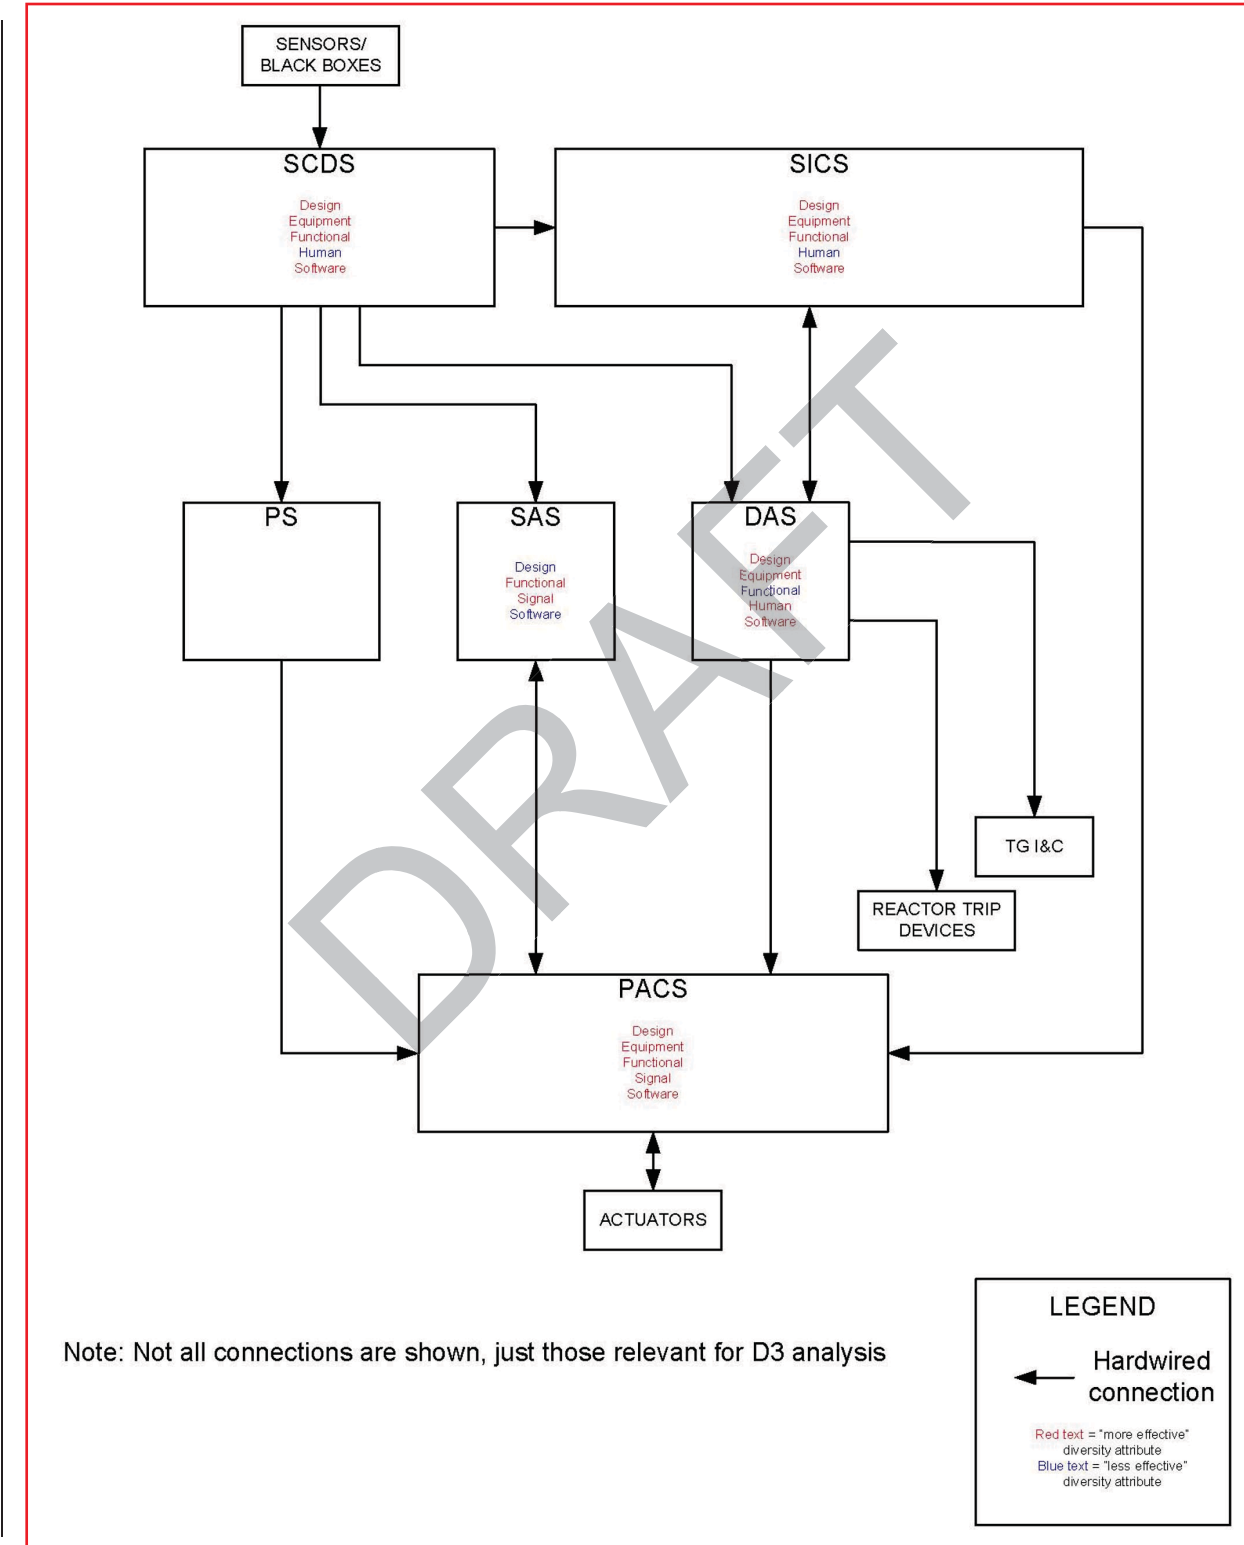 SENSORS/
BLACK BOXES
SCDS
Design
Equipment
Functional
Human
Software
SICS
Design
Equipment
Functional
Human
Software
PS
SAS
Design
Functional
Signal
Software
DAS
Design
Equipment
Functional
Human
Software
DRAFT
TG I&C
REACTOR TRIP
DEVICES
PACS
Design
Equipment
Functional
Signal
Software
ACTUATORS
Note: Not all connections are shown, just those relevant for D3 analysis
LEGEND
Hardwired
connection
Red text = "more effective"
diversity attribute
Blue text = "less effective"
diversity attribute